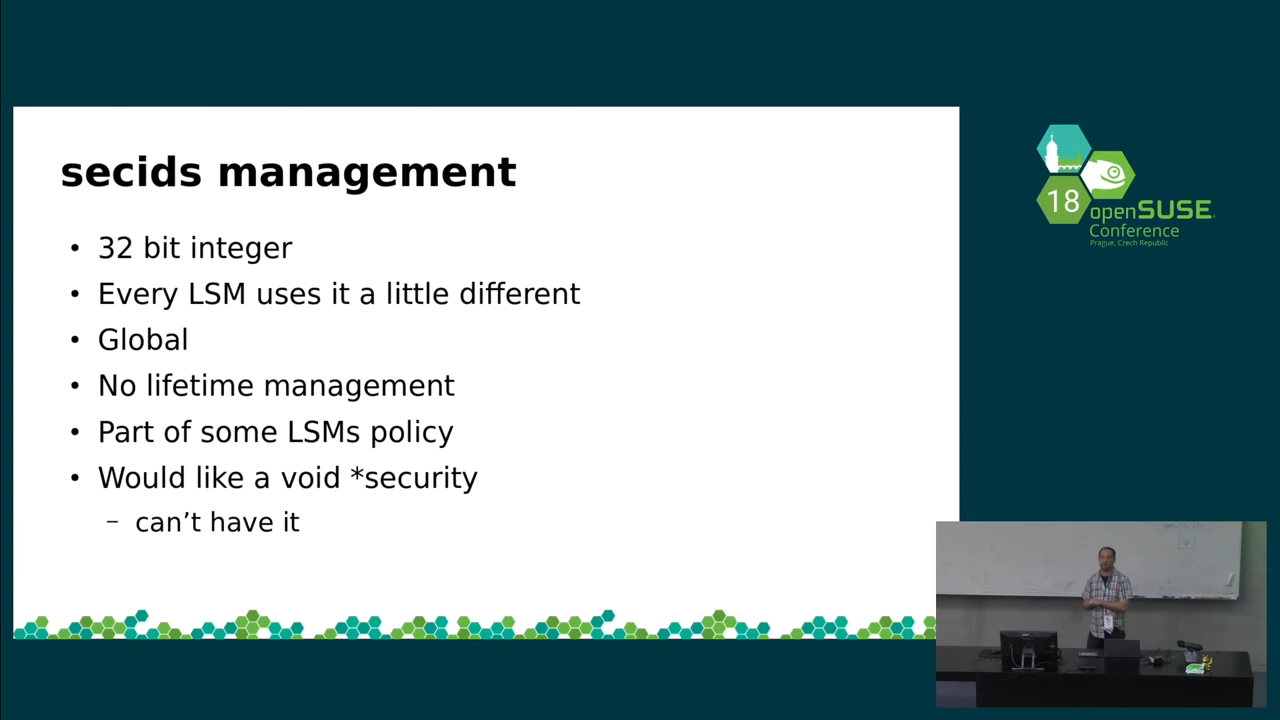 secids management
• 32 bit integer
• Every LSM uses it a little different
• Global
• No lifetime management
• Part of some LSMs policy
• Would like a void *security
– can't have it
18
openSUSE
Conference
Prague, Czech Republic